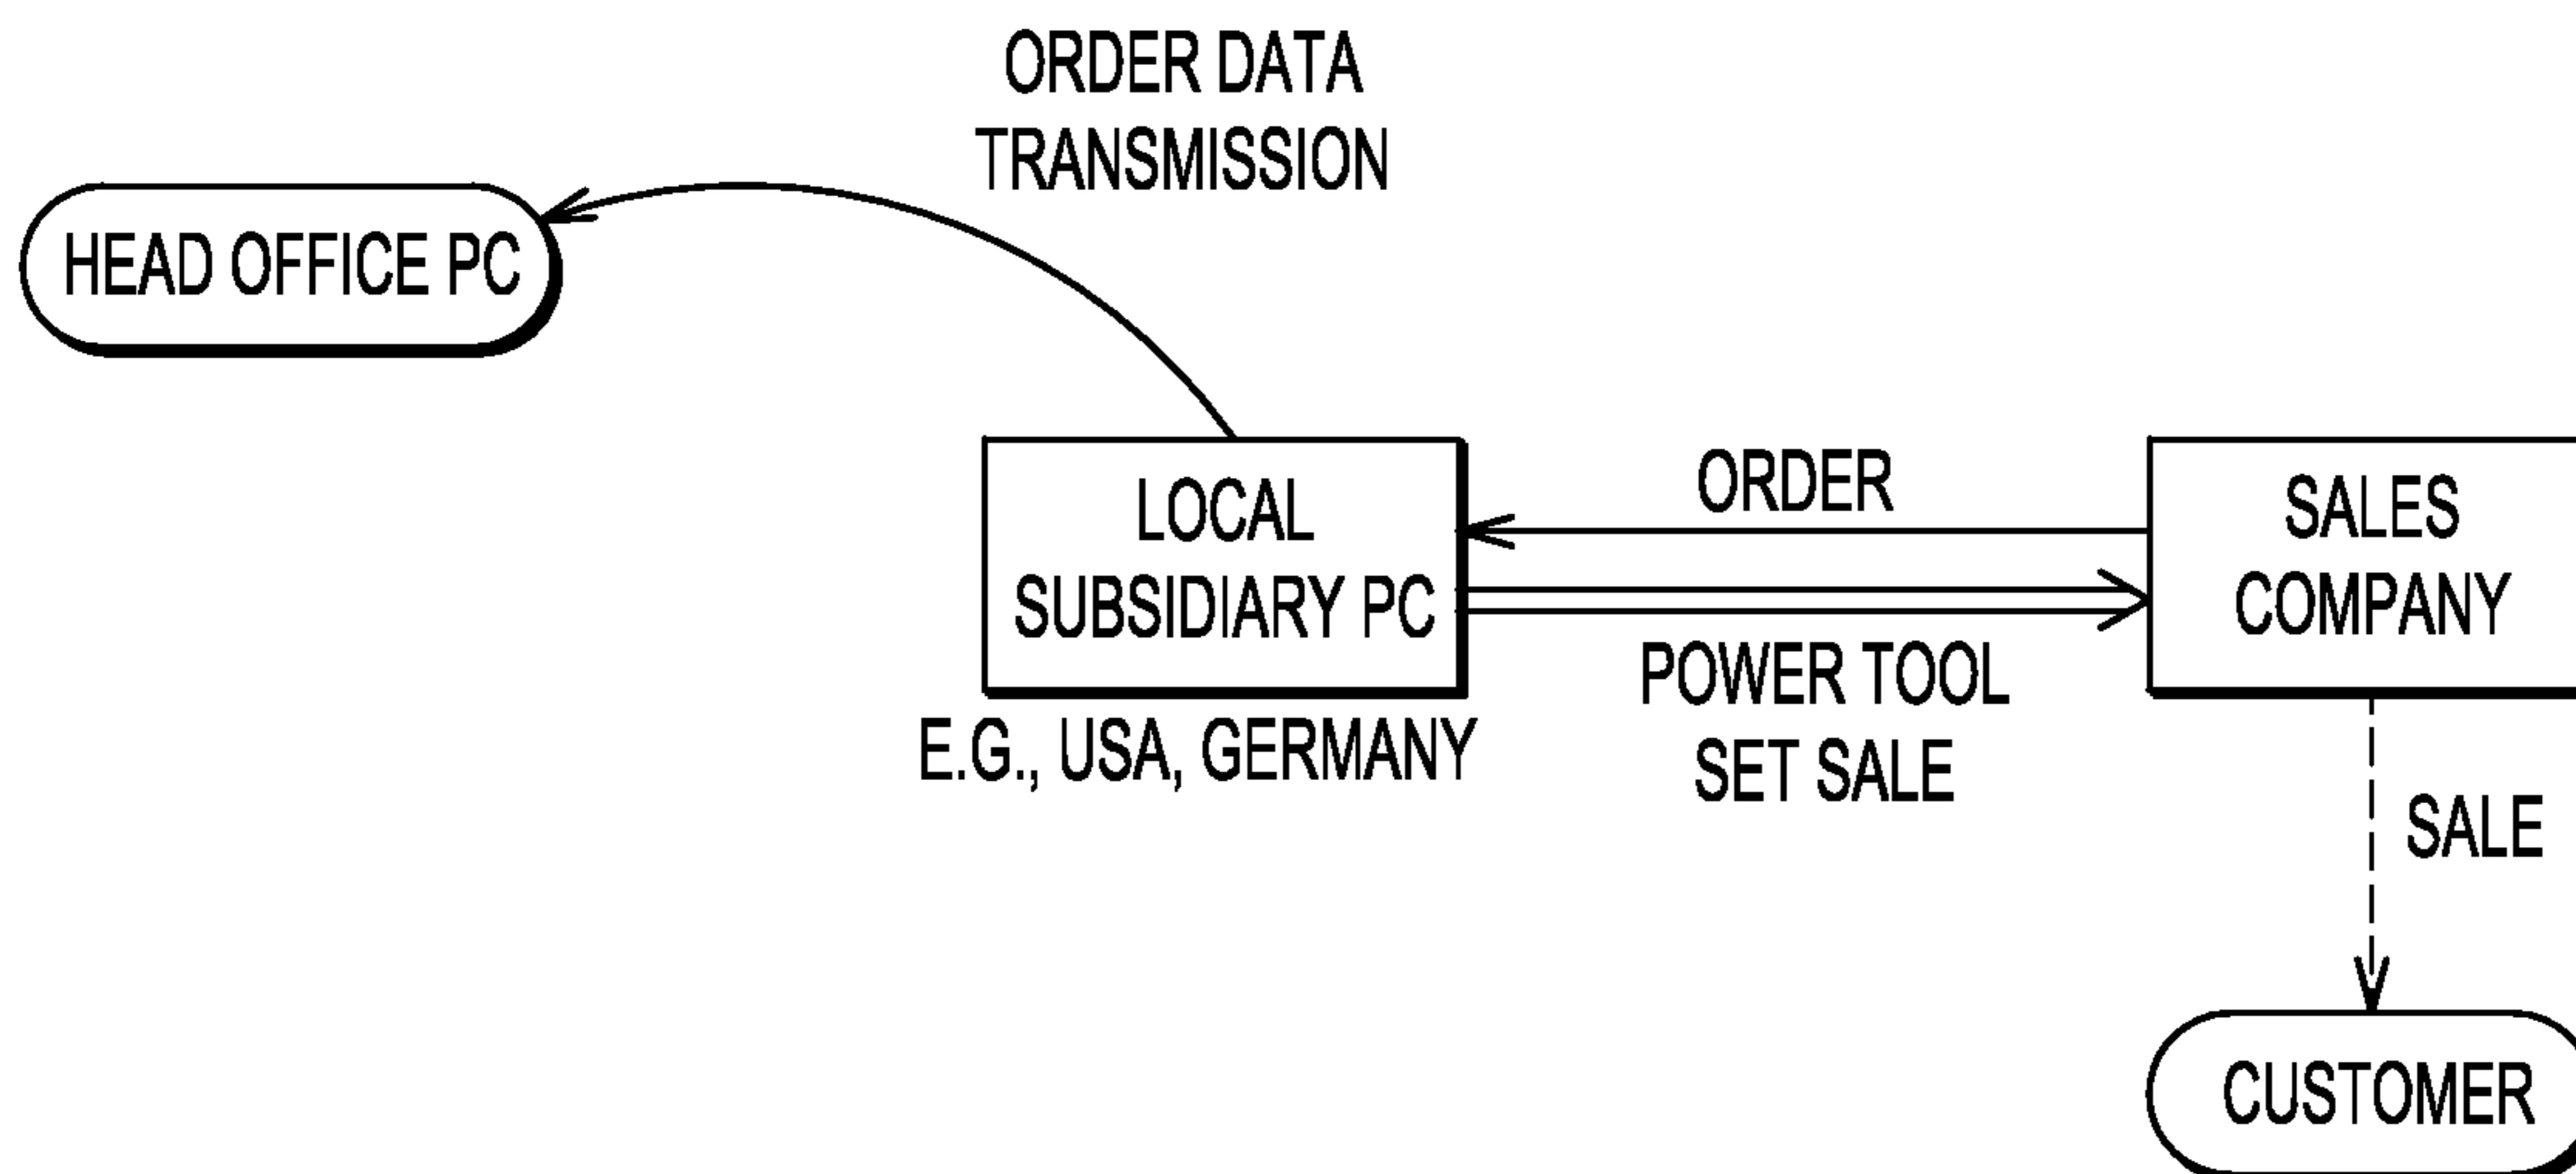 ORDER DATA
TRANSMISSION
HEAD OFFICE PC
LOCAL
SUBSIDIARY PC
E.G., USA, GERMANY
ORDER
POWER TOOL
SET SALE
SALES
COMPANY
SALE
CUSTOMER